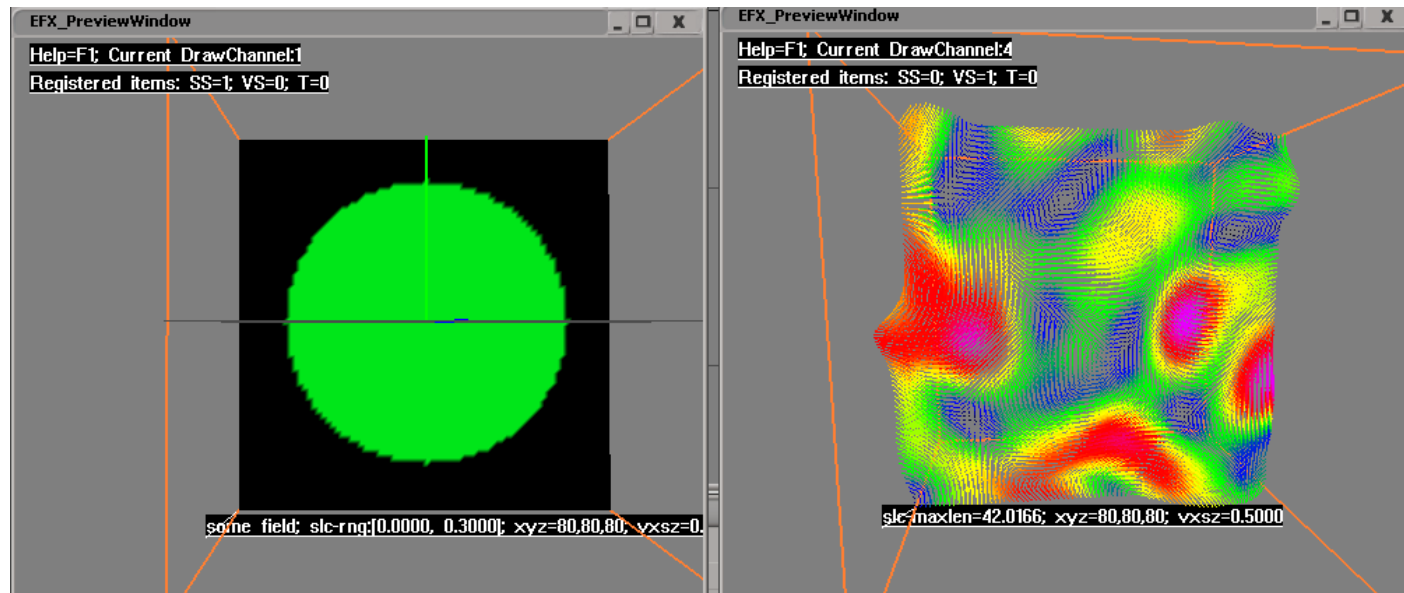 EFX_PreviewWindow
Help=F1; Current DrawChannel:1
Registered items: SS=1; VS=0; T=0
some field; slc-rng:[0.0000, 0.3000]; xyz=80,80,80; vxsz=0.
EFX_PreviewWindow
Help=F1; Current DrawChannel:4
Registered items: SS=0; VS=1; T=0
slc-maxlen=42.0166; xyz=80,80,80; vxsz=0.5000